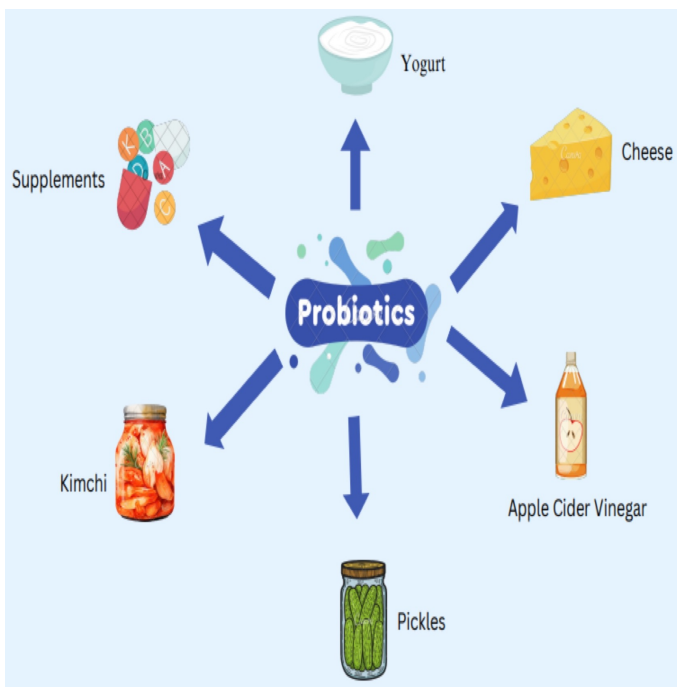 Yogurt
Cheese
Supplements
K
B
D
A
C
Probiotics
Kimchi
Apple Cider Vinegar
Pickles